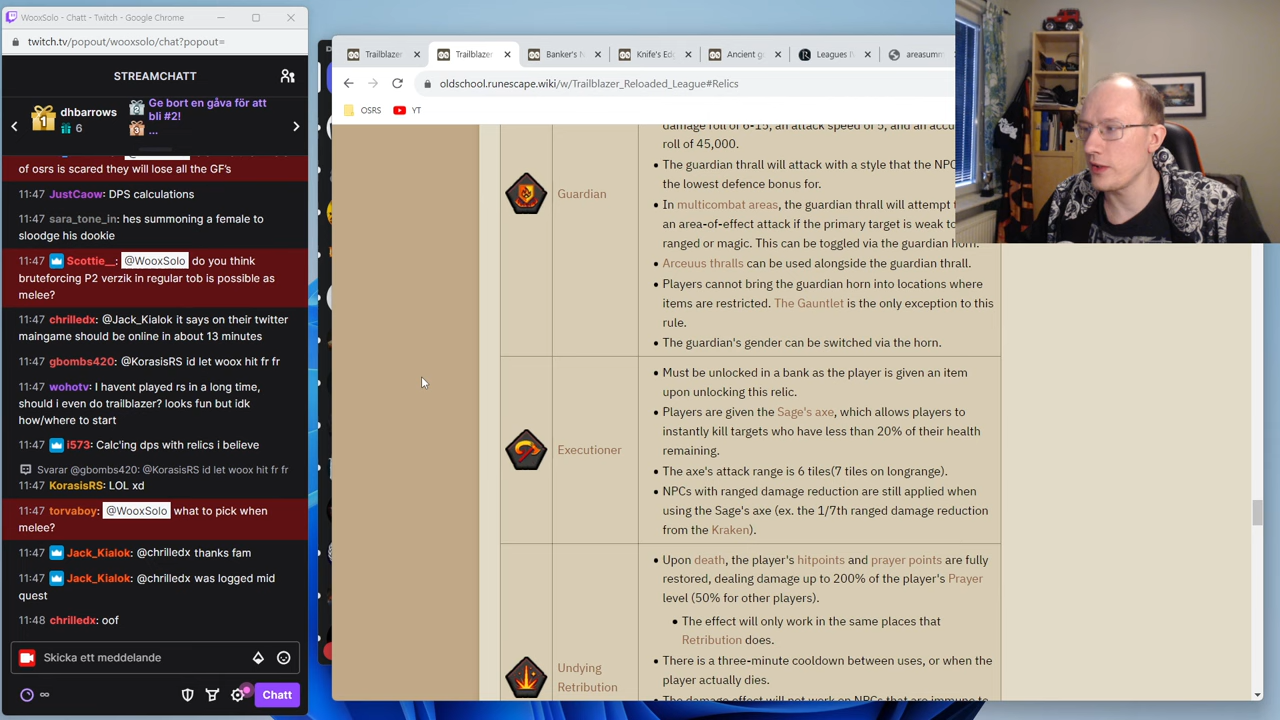 WooxSolo - Chatt - Twitch - Google Chrome
twitch.tv/popout/wooxsolo/chat?popout=
STREAMCHATT
dhbarrows
6
Ge bort en gåva för att
bli #2!
...
of osrs is scared they will lose all the GF's
11:47 JustCaow: DPS calculations
11:47 sara_tone_in: hes summoning a female to
sloodge his dookie
11:47 Scottie__: @WooxSolo do you think
bruteforcing P2 verzik in regular tob is possible as
melee?
11:47 chrilledx: @Jack_Kialok it says on their twitter
maingame should be online in about 13 minutes
11:47 gbombs420: @KorasisRS id let woox hit fr fr
11:47 wohotv: I havent played rs in a long time,
should i even do trailblazer? looks fun but idk
how/where to start
11:47 i573: Calc'ing dps with relics i believe
Svarar @gbombs420: @KorasisRS id let woox hit fr fr
11:47 KorasisRS: LOL xd
11:47 torvaboy: @WooxSolo what to pick when
melee?
11:47 Jack_Kialok: @chrilledx thanks fam
11:47 Jack_Kialok: @chrilledx was logged mid
quest
11:48 chrilledx: oof
Skicka ett meddelande
Chatt
Trailblazer
Trailblazer
Banker's N
Knife's Ed
Ancient g
Leagues I
areasumm
oldschool.runescape.wiki/w/Trailblazer_Reloaded_League#Relics
OSRS
YT
damage roll of 6-15, an attack speed of 5, and an accu
roll of 45,000.
Guardian
The guardian thrall will attack with a style that the NPC
the lowest defence bonus for.
In multicombat areas, the guardian thrall will attempt
an area-of-effect attack if the primary target is weak to
ranged or magic. This can be toggled via the guardian horn.
Arceuus thralls can be used alongside the guardian thrall.
Players cannot bring the guardian horn into locations where
items are restricted. The Gauntlet is the only exception to this
rule.
The guardian's gender can be switched via the horn.
Executioner
Must be unlocked in a bank as the player is given an item
upon unlocking this relic.
Players are given the Sage's axe, which allows players to
instantly kill targets who have less than 20% of their health
remaining.
The axe's attack range is 6 tiles(7 tiles on longrange).
NPCs with ranged damage reduction are still applied when
using the Sage's axe (ex. the 1/7th ranged damage reduction
from the Kraken).
Undying
Retribution
Upon death, the player's hitpoints and prayer points are fully
restored, dealing damage up to 200% of the player's Prayer
level (50% for other players).
The effect will only work in the same places that
Retribution does.
There is a three-minute cooldown between uses, or when the
player actually dies.
The damage effect will not work on NPCs that are immune to